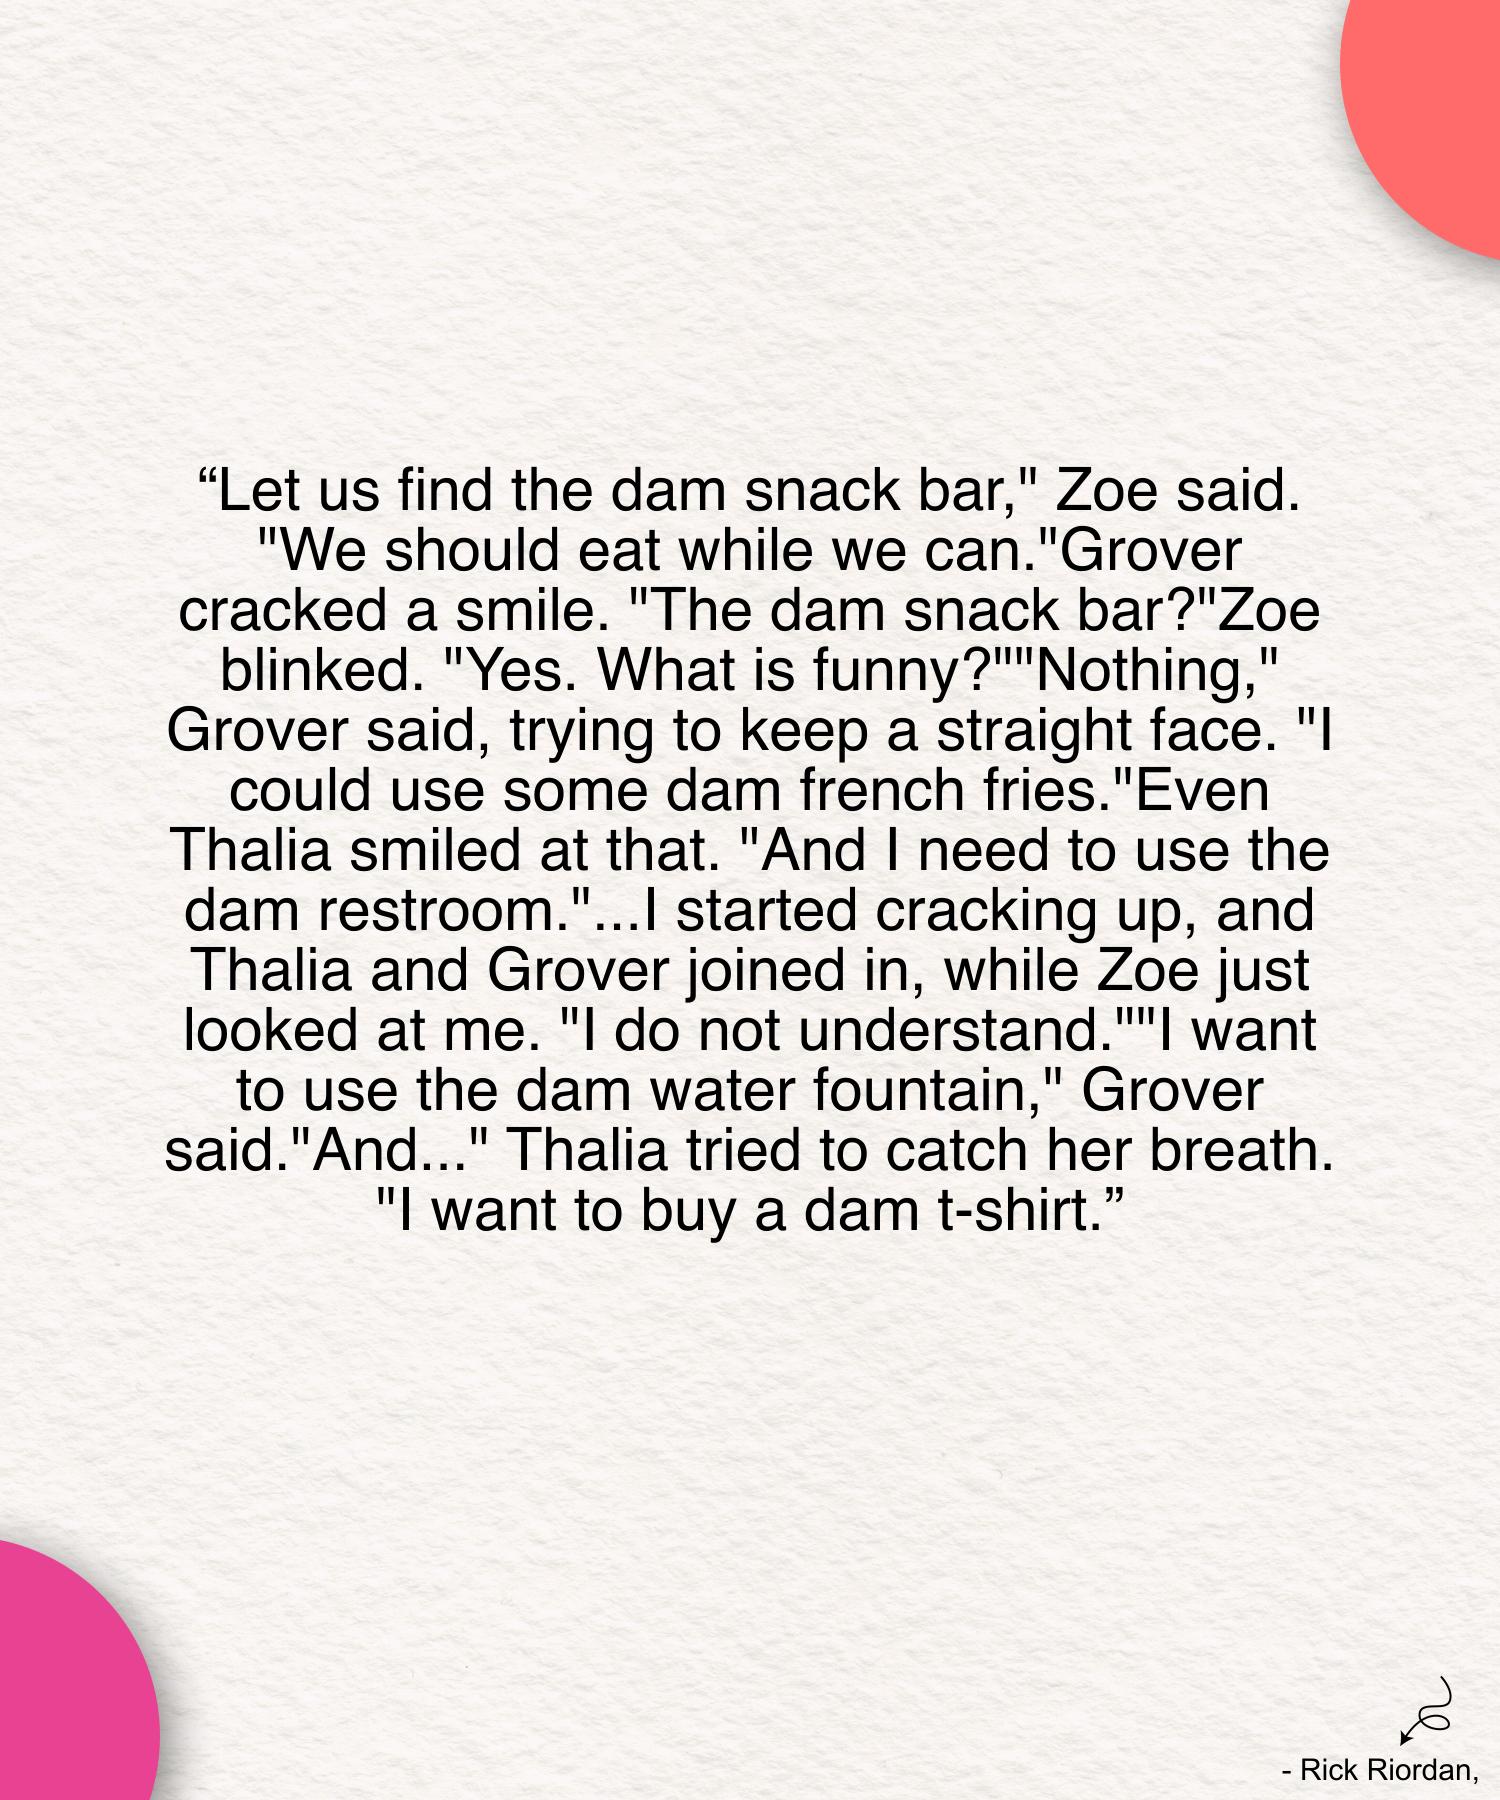 “Let us find the dam snack bar," Zoe said.
"We should eat while we can."Grover
cracked a smile. "The dam snack bar?"Zoe
blinked. "Yes. What is funny?""Nothing,"
Grover said, trying to keep a straight face. "I
could use some dam french fries."Even
Thalia smiled at that. "And I need to use the
dam restroom."...I started cracking up, and
Thalia and Grover joined in, while Zoe just
looked at me. "I do not understand.""I want
to use the dam water fountain," Grover
said."And..." Thalia tried to catch her breath.
"I want to buy a dam t-shirt.”
- Rick Riordan,